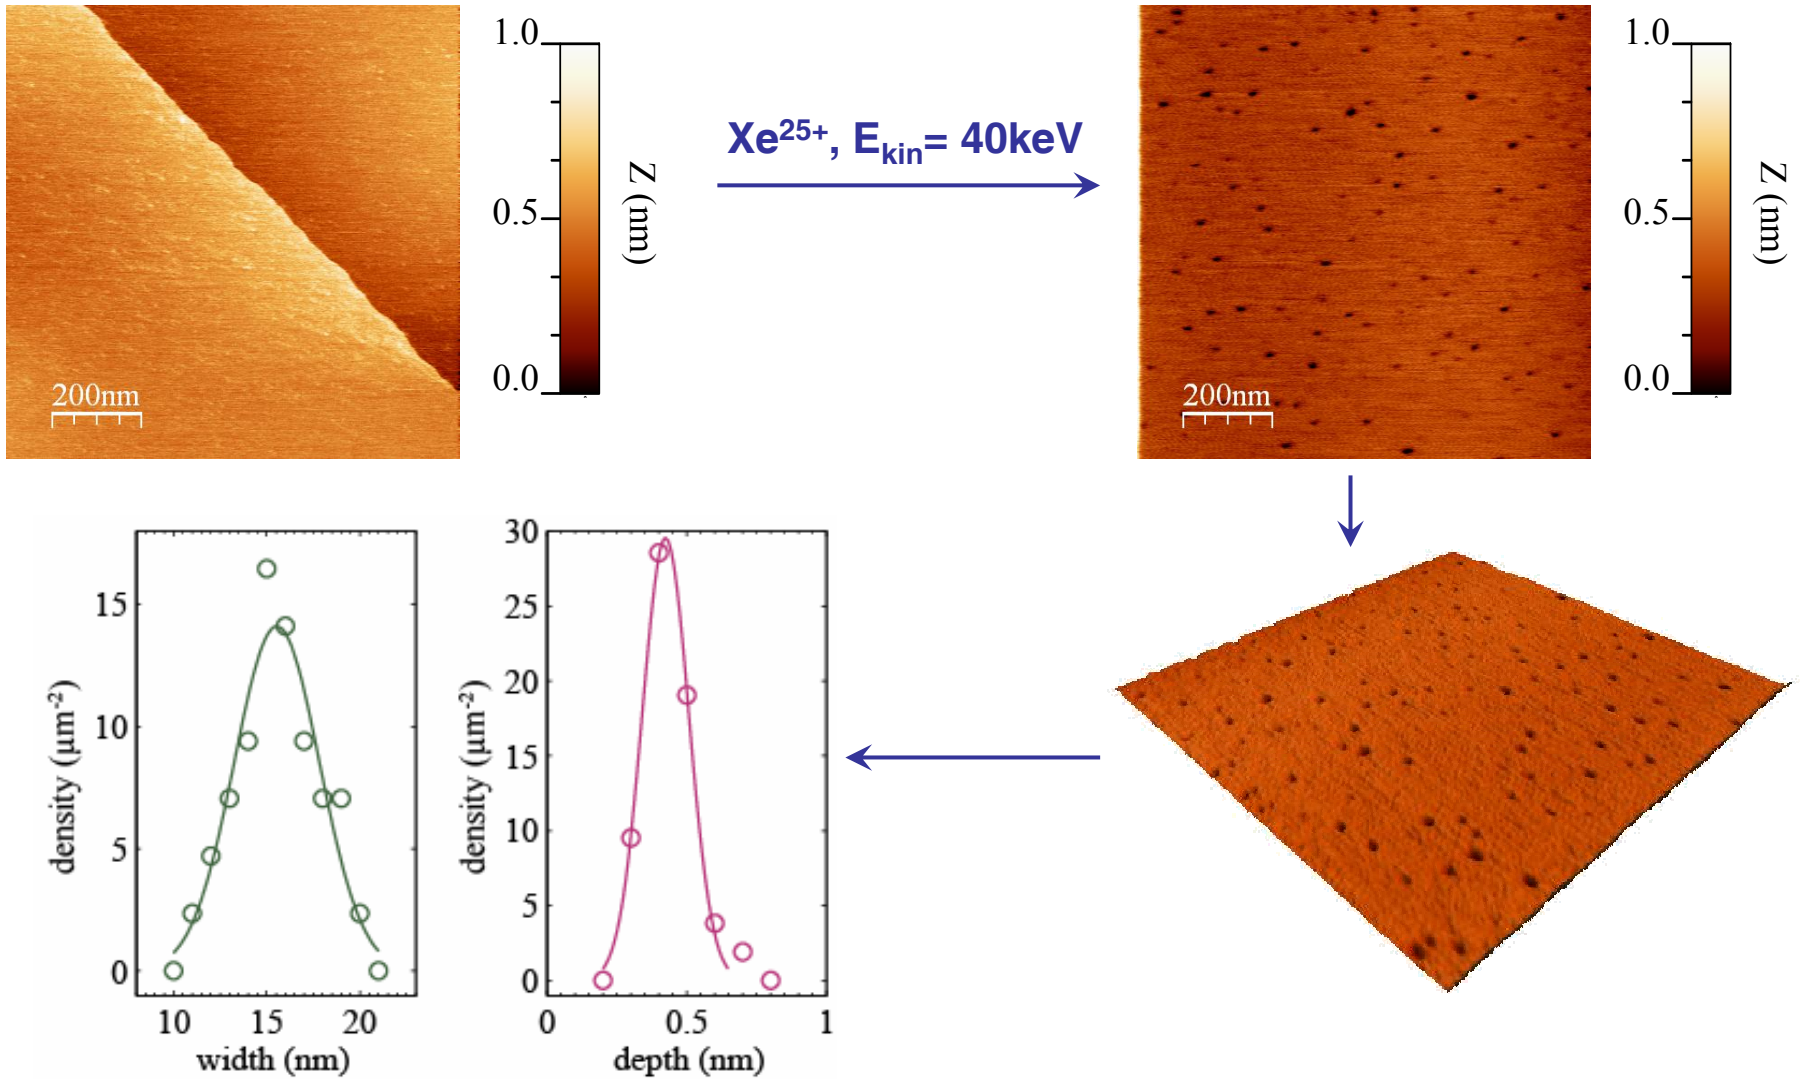 1.0
0.5
0.0
Z (nm)
200nm
Xe²⁵⁺, E_kin= 40keV
1.0
0.5
0.0
Z (nm)
200nm
15
10
5
0
density (µm⁻²)
10 15 20
width (nm)
30
25
20
15
10
5
0
density (µm⁻²)
0 0.5 1
depth (nm)